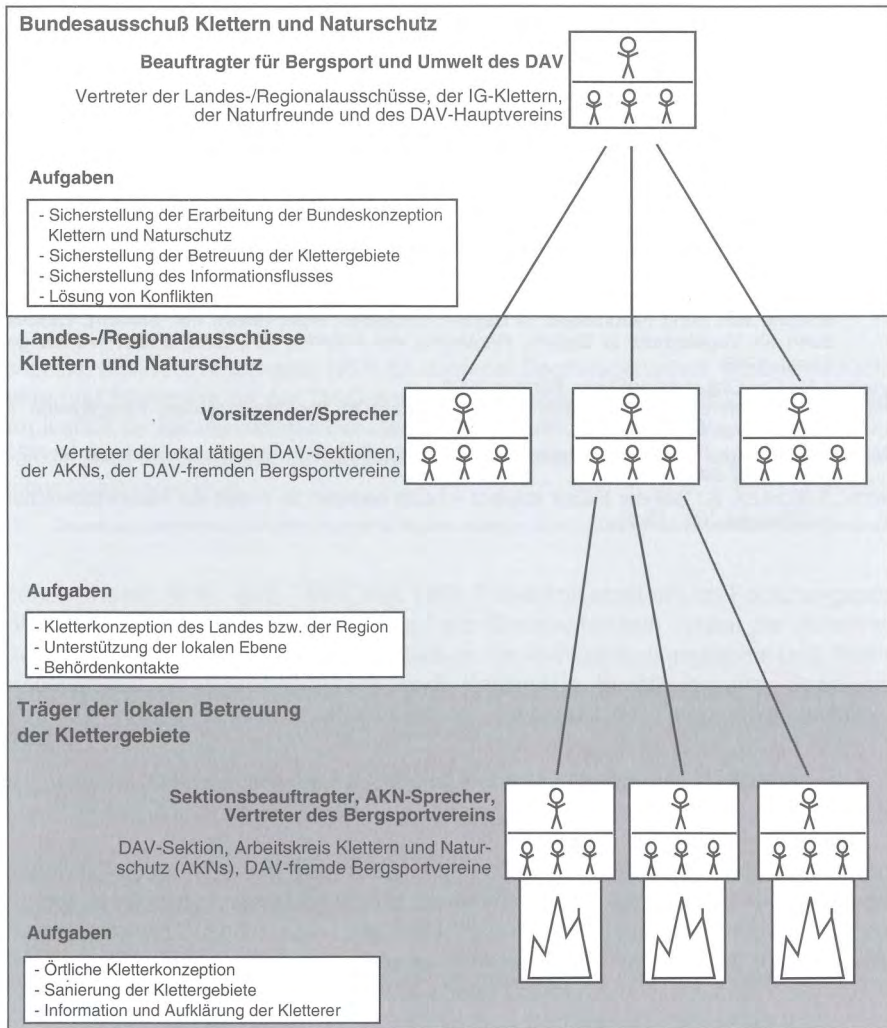 Bundesausschuß Klettern und Naturschutz
Beauftragter für Bergsport und Umwelt des DAV
Vertreter der Landes-/Regionalausschüsse, der IG-Klettern,
der Naturfreunde und des DAV-Hauptvereins
Aufgaben
- Sicherstellung der Erarbeitung der Bundeskonzeption
Klettern und Naturschutz
- Sicherstellung der Betreuung der Klettergebiete
- Sicherstellung des Informationsflusses
- Lösung von Konflikten
Landes-/Regionalausschüsse
Klettern und Naturschutz
Vorsitzender/Sprecher
Vertreter der lokal tätigen DAV-Sektionen,
der AKNs, der DAV-fremden Bergsportvereine
Aufgaben
- Kletterkonzeption des Landes bzw. der Region
- Unterstützung der lokalen Ebene
- Behördenkontakte
Träger der lokalen Betreuung
der Klettergebiete
Sektionsbeauftragter, AKN-Sprecher,
Vertreter des Bergsportvereins
DAV-Sektion, Arbeitskreis Klettern und Natur-
schutz (AKNs), DAV-fremde Bergsportvereine
Aufgaben
- Örtliche Kletterkonzeption
- Sanierung der Klettergebiete
- Information und Aufklärung der Kletterer